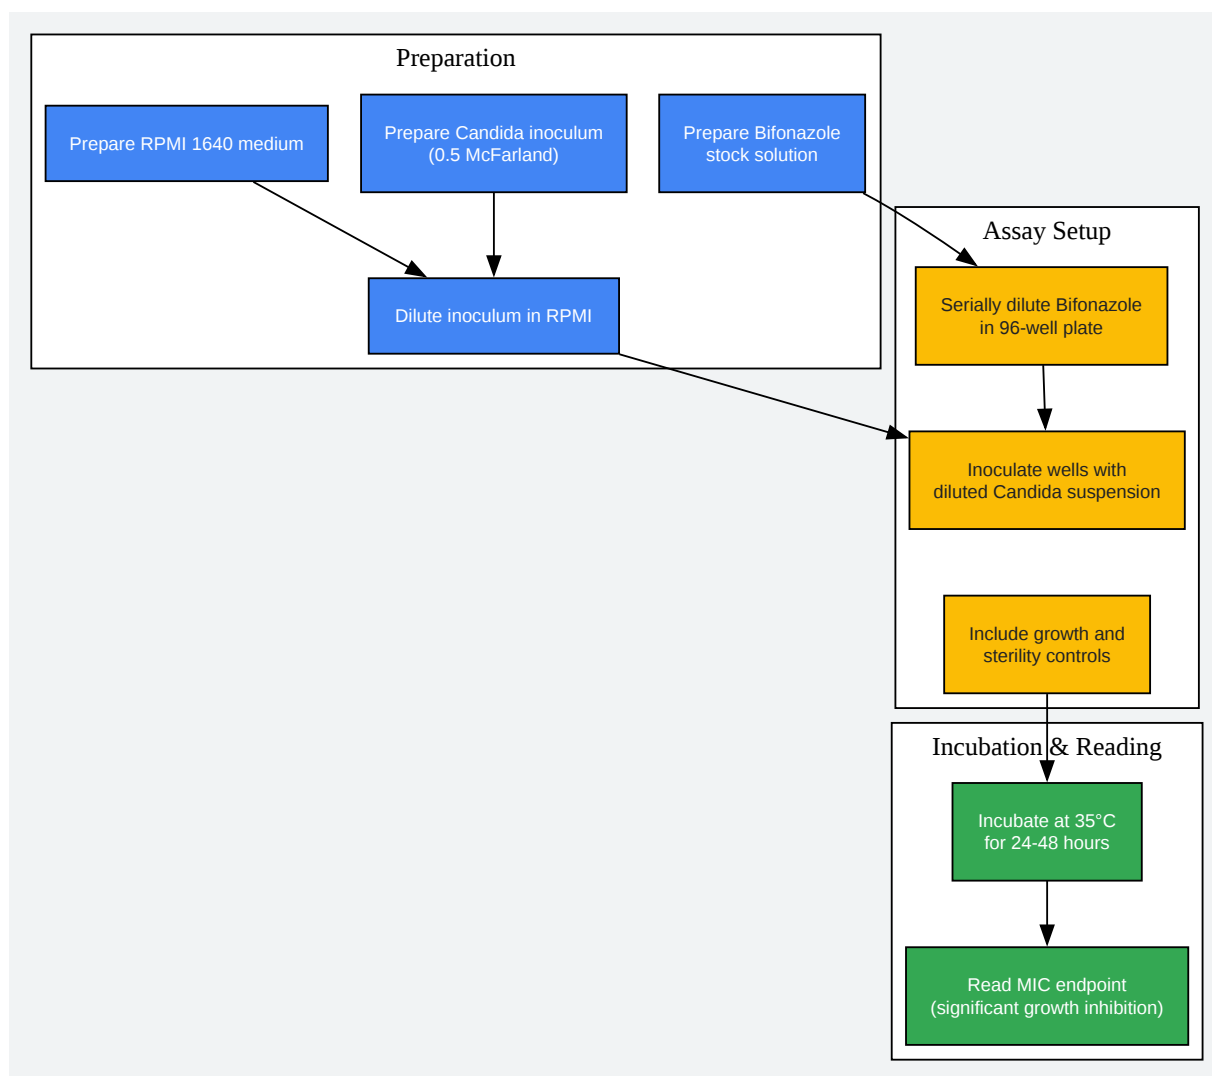 Preparation
Prepare RPMI 1640 medium
Prepare Candida inoculum
(0.5 McFarland)
Prepare Bifonazole
stock solution
Dilute inoculum in RPMI
Assay Setup
Serially dilute Bifonazole
in 96-well plate
Inoculate wells with
diluted Candida suspension
Include growth and
sterility controls
Incubation & Reading
Incubate at 35°C
for 24-48 hours
Read MIC endpoint
(significant growth inhibition)